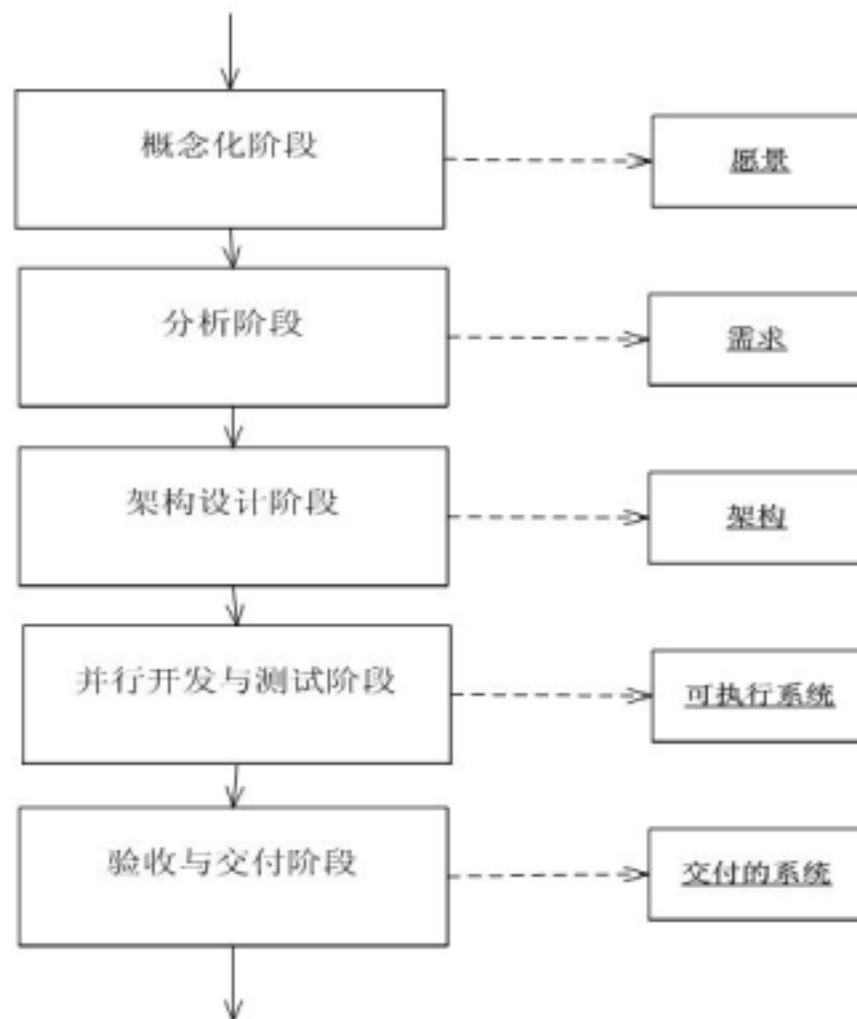 概念化阶段
愿景
分析阶段
需求
架构设计阶段
架构
并行开发与测试阶段
可执行系统
验收与交付阶段
交付的系统